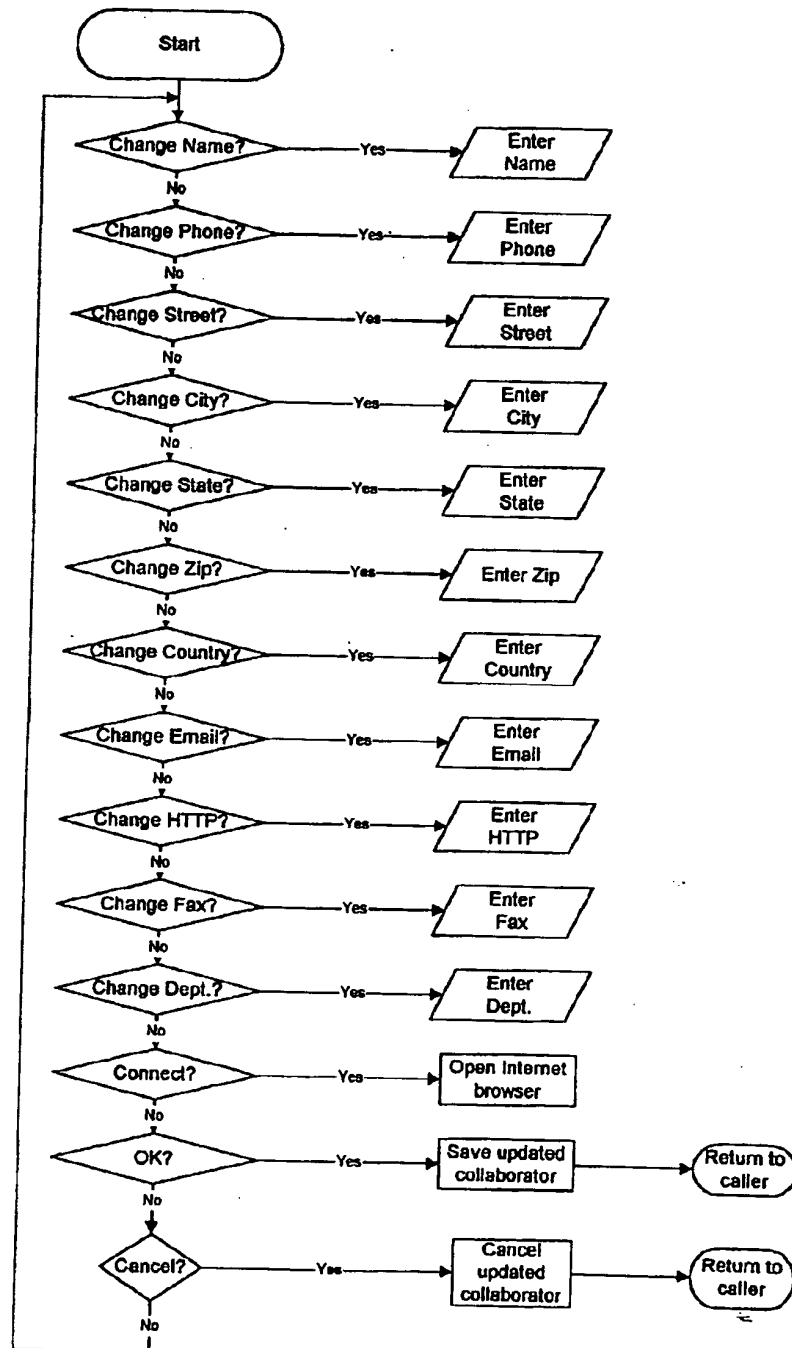 Start
Change Name?
Yes
Enter
Name
No
Change Phone?
Yes
Enter
Phone
No
Change Street?
Yes
Enter
Street
No
Change City?
Yes
Enter
City
No
Change State?
Yes
Enter
State
No
Change Zip?
Yes
Enter Zip
No
Change Country?
Yes
Enter
Country
No
Change Email?
Yes
Enter
Email
No
Change HTTP?
Yes
Enter
HTTP
No
Change Fax?
Yes
Enter
Fax
No
Change Dept.?
Yes
Enter
Dept.
No
Connect?
Yes
Open Internet
browser
No
OK?
Yes
Save updated
collaborator
Return to
caller
No
Cancel?
Yes
Cancel
updated
collaborator
Return to
caller
No